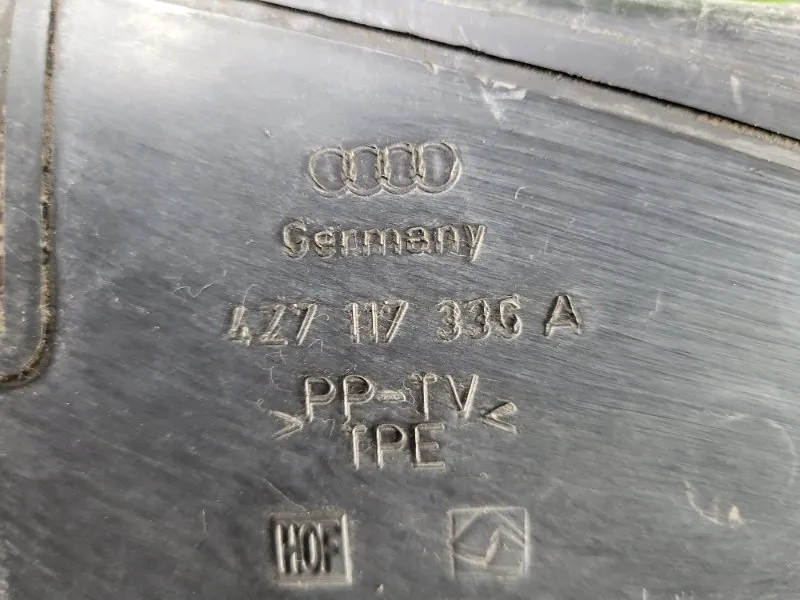 Germany
4Z7 117 336 A
>PP-TV<
TPE
HOF